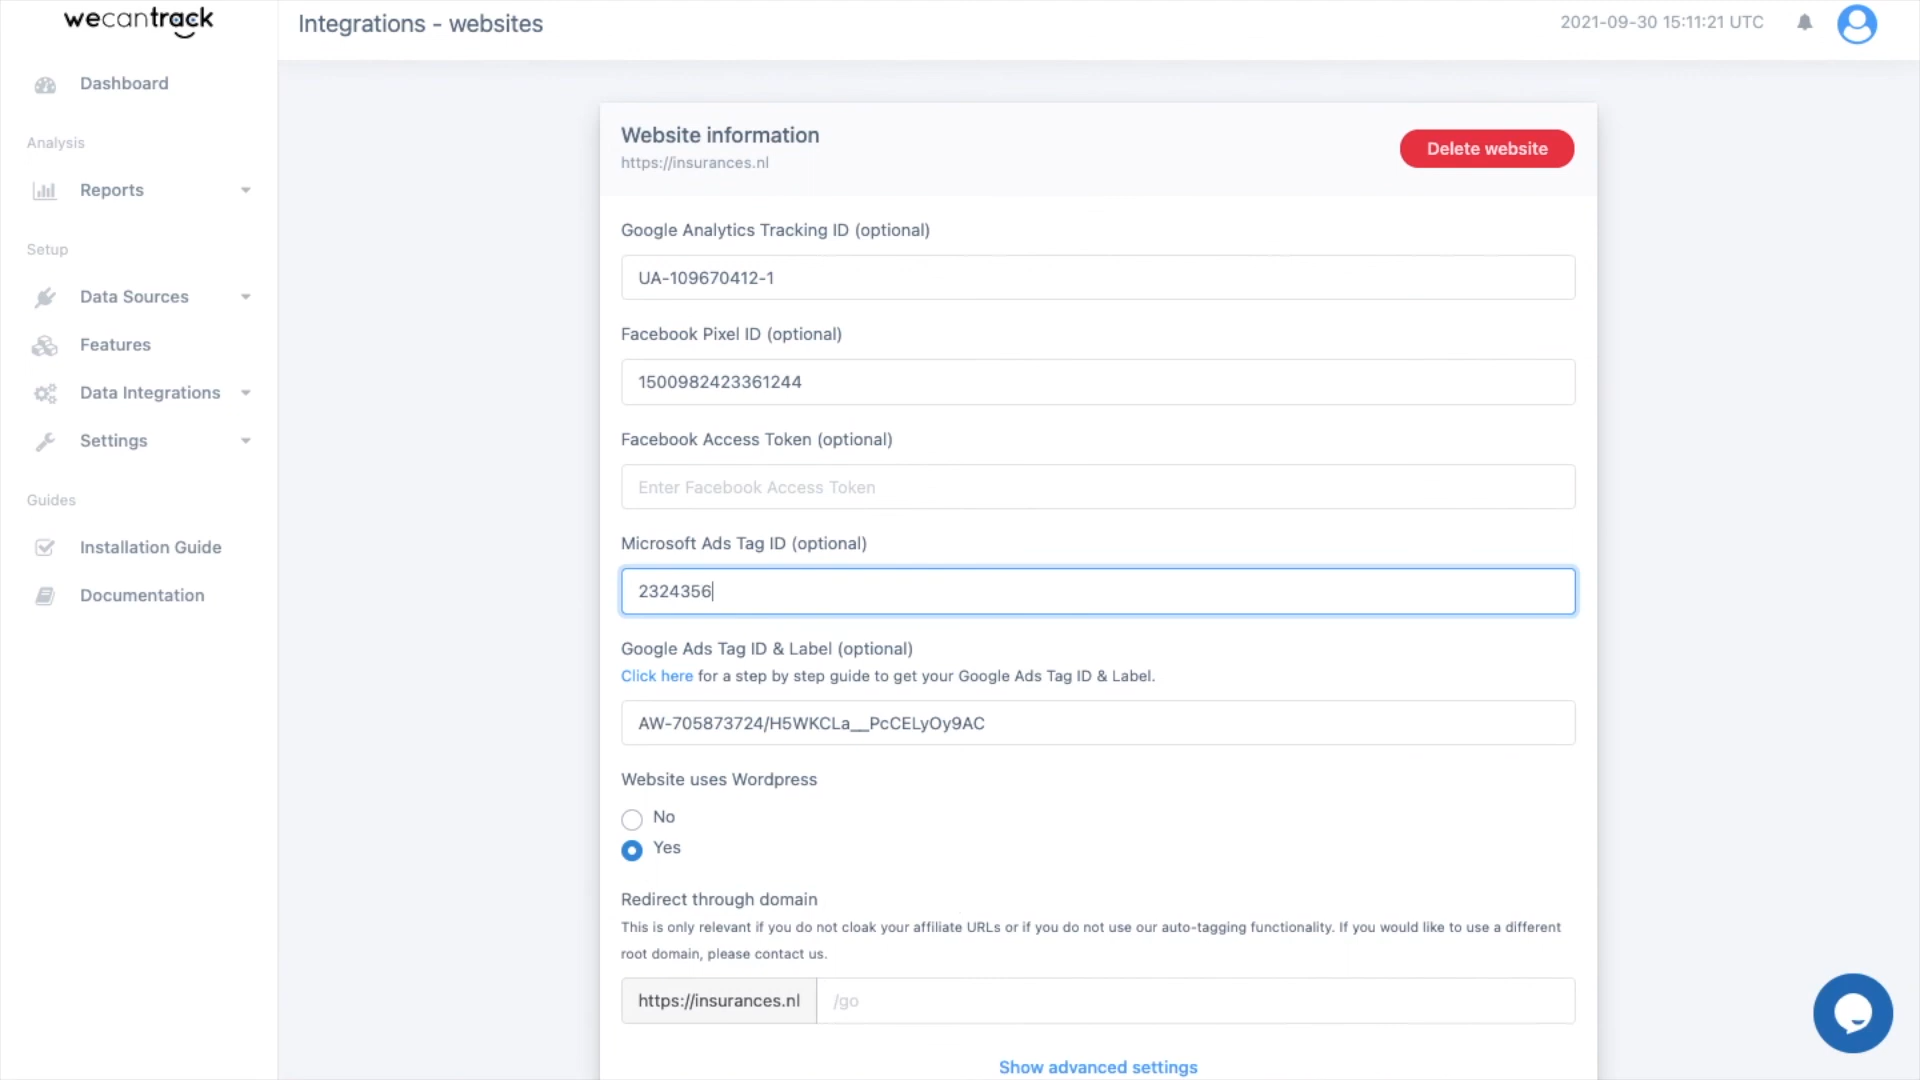 wecantrack
Integrations - websites
2021-09-30 15:11:21 UTC
Dashboard
Analysis
Reports
Setup
Data Sources
Features
Data Integrations
Settings
Guides
Installation Guide
Documentation
Website information
https://insurances.nl
Delete website
Google Analytics Tracking ID (optional)
UA-109670412-1
Facebook Pixel ID (optional)
1500982423361244
Facebook Access Token (optional)
Enter Facebook Access Token
Microsoft Ads Tag ID (optional)
2324356
Google Ads Tag ID & Label (optional)
Click here for a step by step guide to get your Google Ads Tag ID & Label.
AW-705873724/H5WKCLa__PcCELyOy9AC
Website uses Wordpress
No
Yes
Redirect through domain
This is only relevant if you do not cloak your affiliate URLs or if you do not use our auto-tagging functionality. If you would like to use a different
root domain, please contact us.
https://insurances.nl /go
Show advanced settings